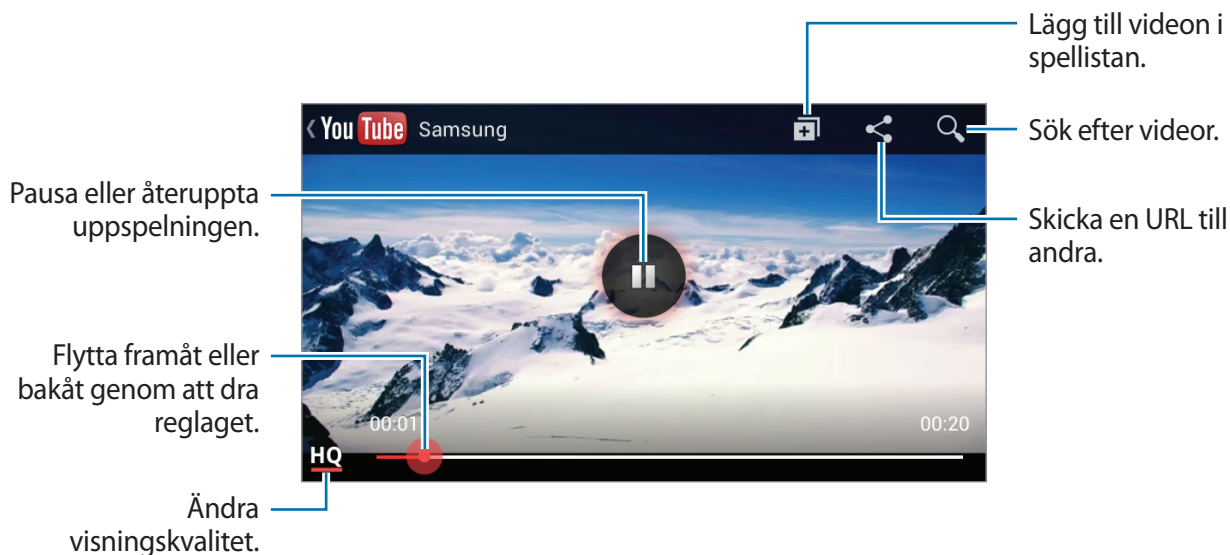 Lägg till videon i
spellistan.
You Tube Samsung
Sök efter videor.
Pausa eller återuppta
uppspelningen.
Skicka en URL till
andra.
Flytta framåt eller
bakåt genom att dra
reglaget.
00:01
00:20
HQ
Ändra
visningskvalitet.